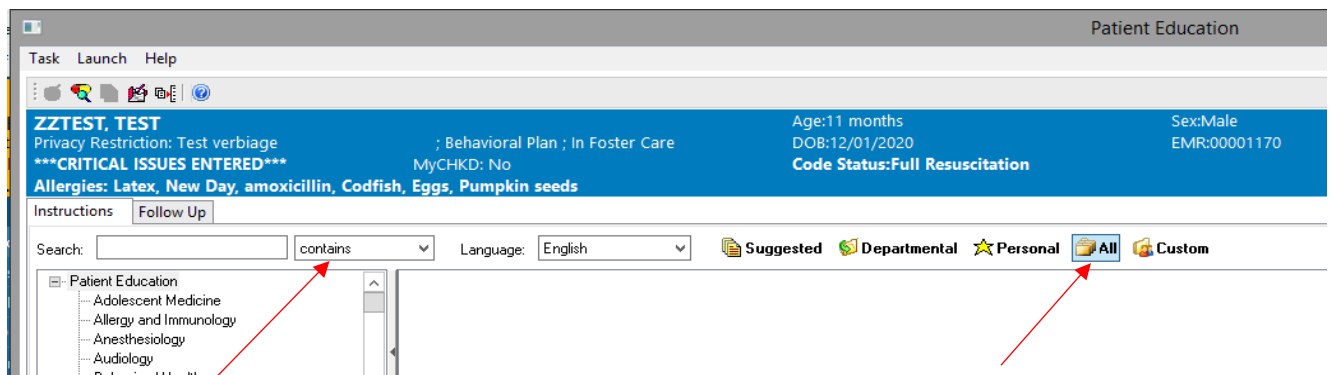 Patient Education
Task Launch Help
ZZTEST, TEST Age:11 months Sex:Male
Privacy Restriction: Test verbiage ; Behavioral Plan ; In Foster Care DOB:12/01/2020 EMR:00001170
***CRITICAL ISSUES ENTERED*** MyCHKD: No Code Status:Full Resuscitation
Allergies: Latex, New Day, amoxicillin, Codfish, Eggs, Pumpkin seeds
Instructions Follow Up
Search: contains Language: English Suggested Departmental Personal All Custom
Patient Education
Adolescent Medicine
Allergy and Immunology
Anesthesiology
Audiology